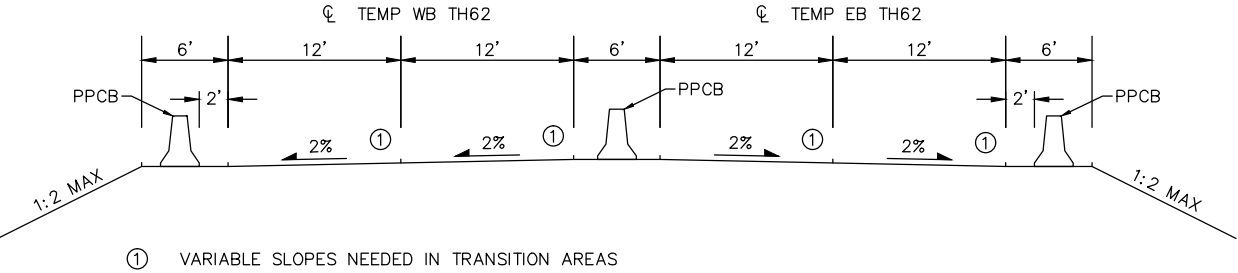 ℄ TEMP WB TH62
℄ TEMP EB TH62
6' 12' 12' 6' 12' 12' 6'
PPCB 2' PPCB 2' PPCB
① ① ① ①
2% 2% 2% 2%
1:2 MAX
1:2 MAX
① VARIABLE SLOPES NEEDED IN TRANSITION AREAS